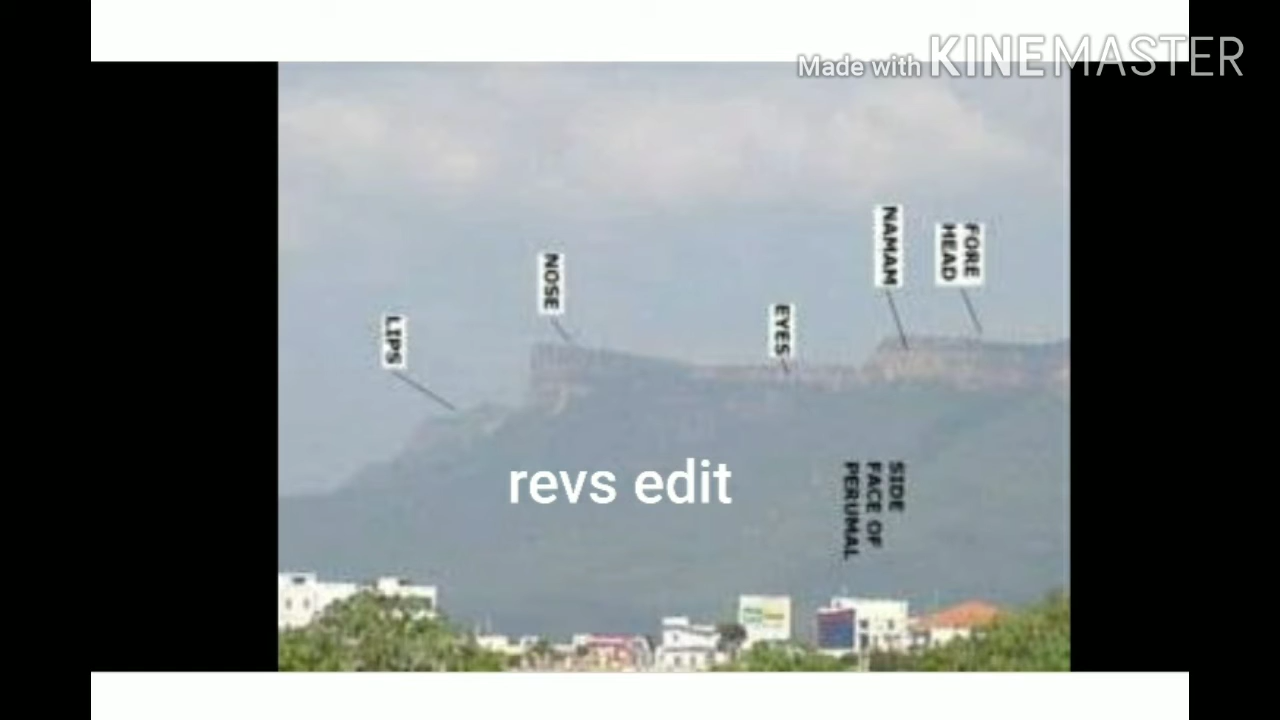 Made with KINEMASTER
FORE
HEAD
NAMAM
NOSE
EYES
LIPS
revs edit
SIDE
FACE OF
PERUMAL